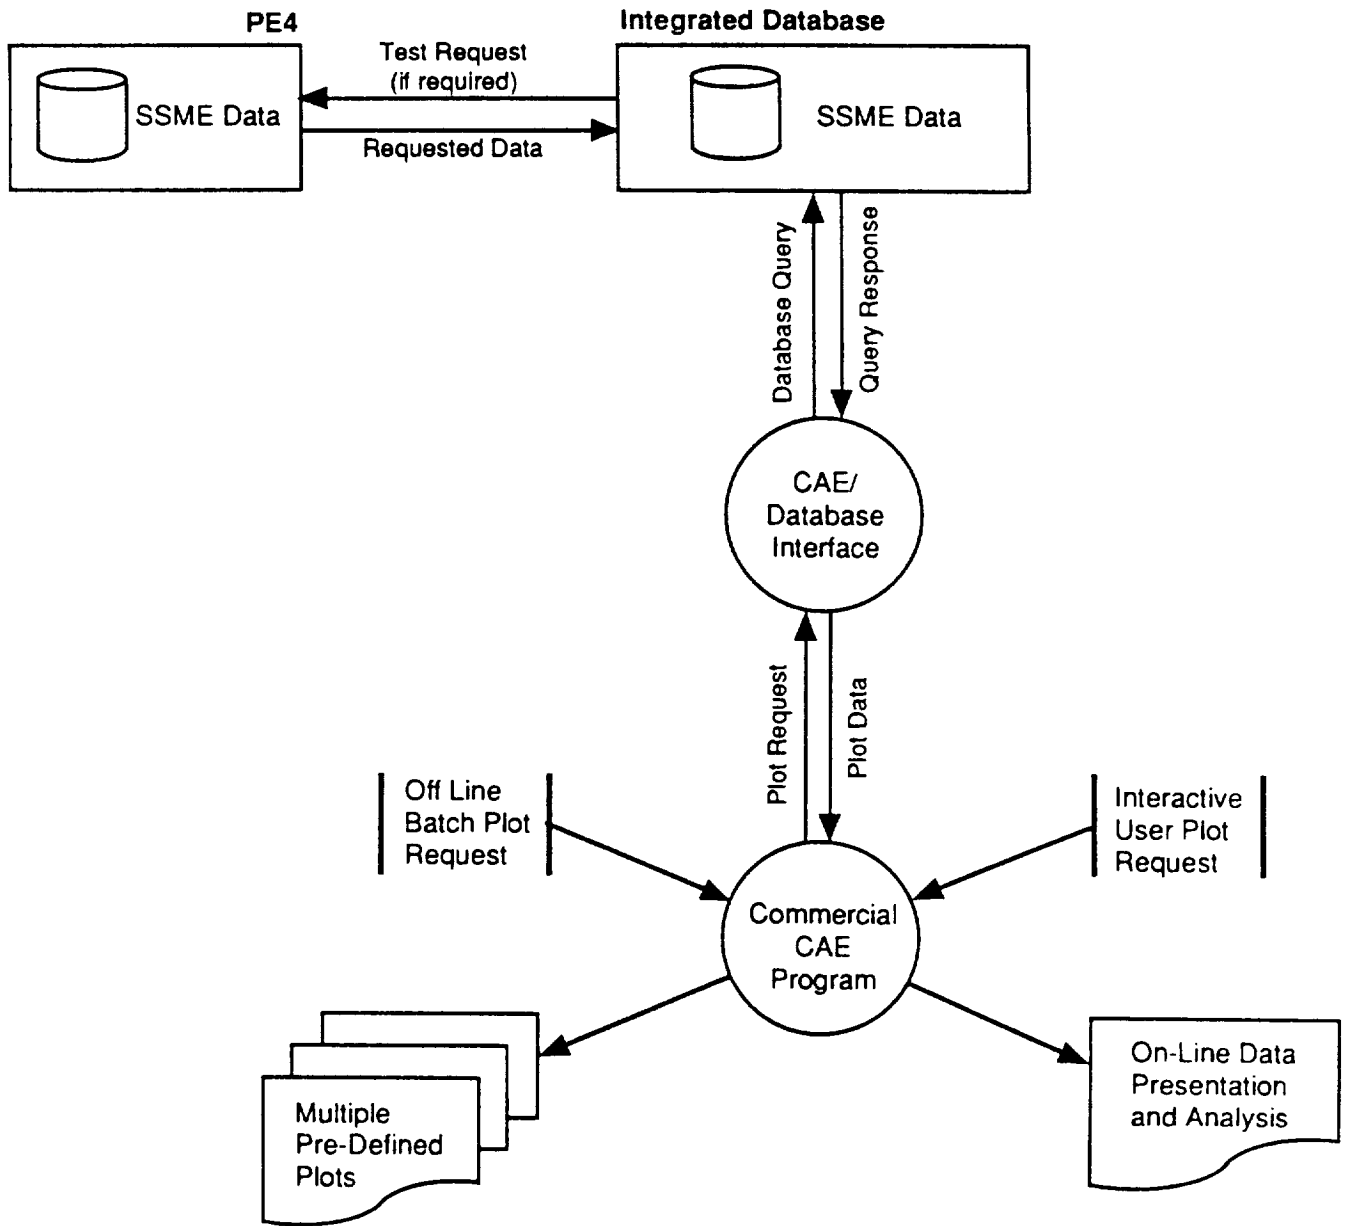 PE4
Integrated Database
SSME Data
Test Request
(if required)
Requested Data
SSME Data
Database Query
Query Response
CAE/
Database
Interface
Plot Request
Plot Data
Off Line
Batch Plot
Request
Interactive
User Plot
Request
Commercial
CAE
Program
Multiple
Pre-Defined
Plots
On-Line Data
Presentation
and Analysis